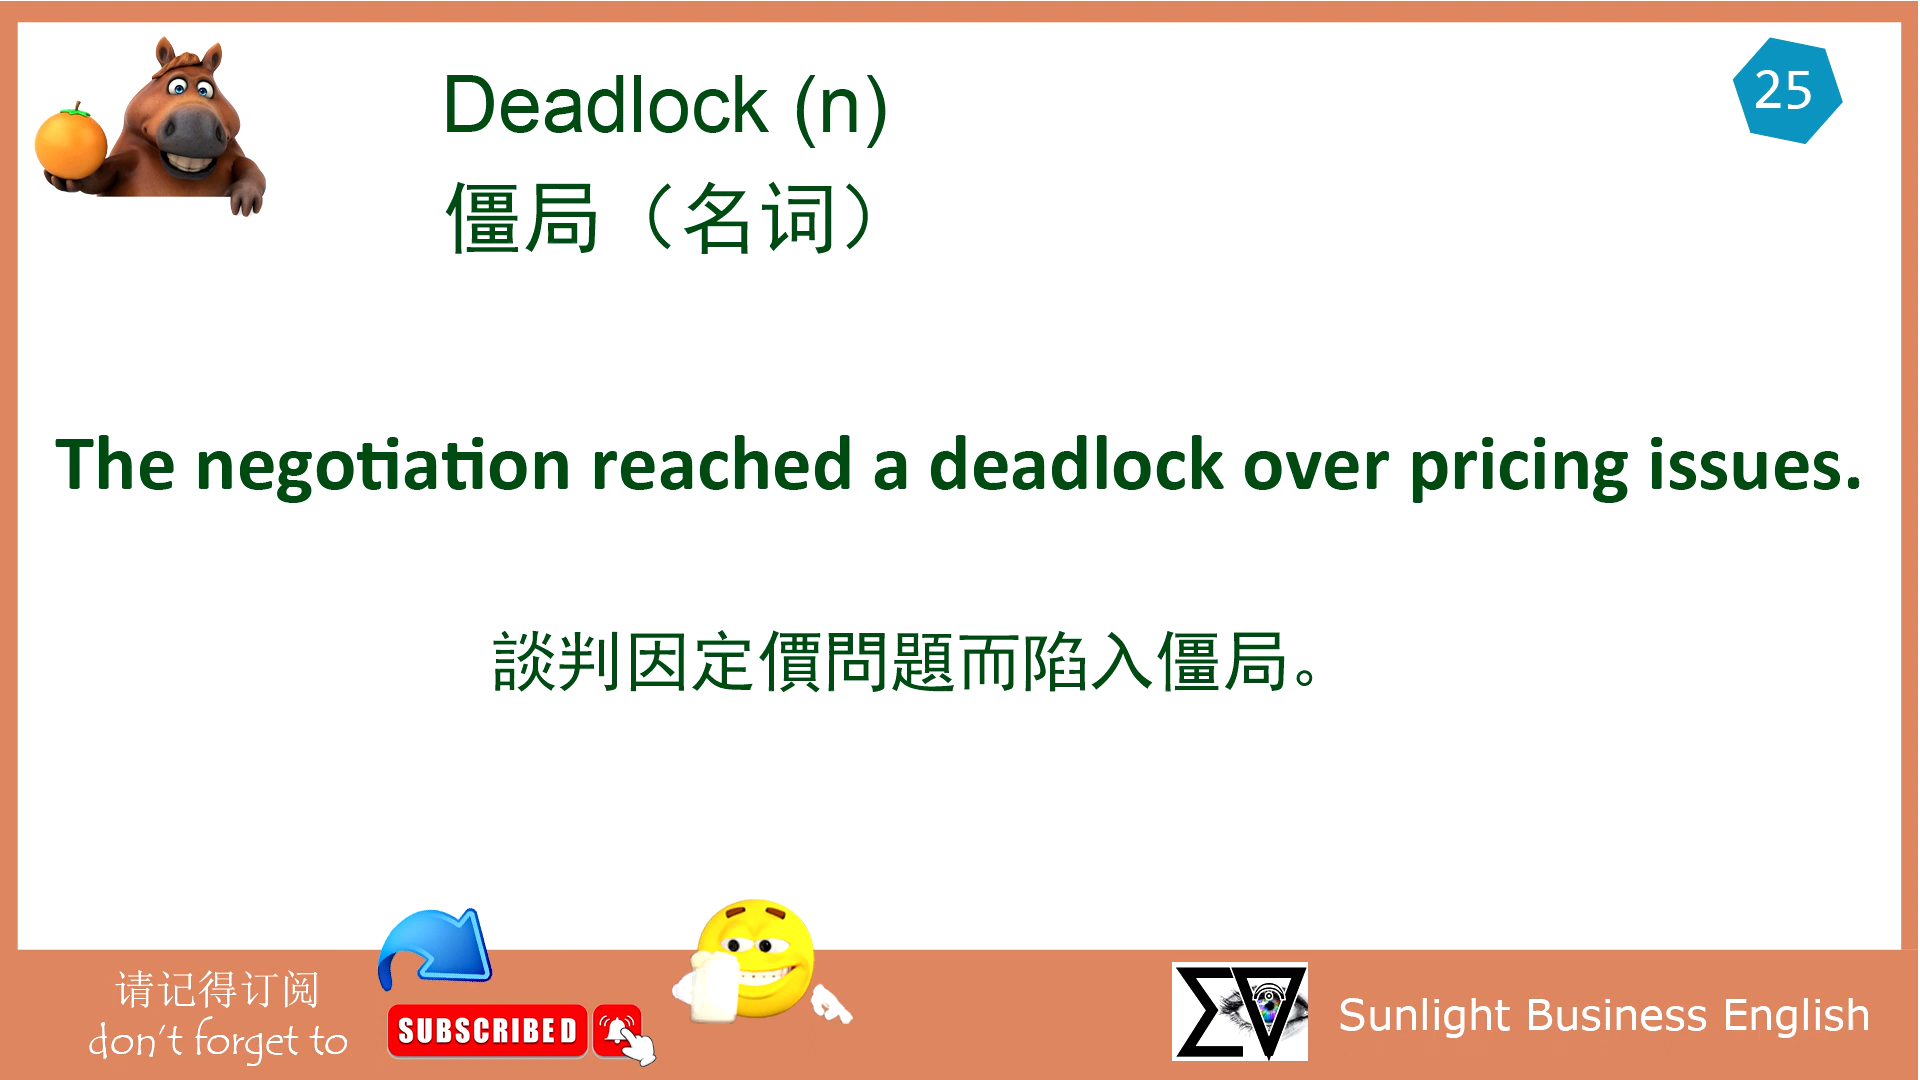 25
Deadlock (n)
僵局（名词）
The negotiation reached a deadlock over pricing issues.
談判因定價問題而陷入僵局。
请记得订阅
don't forget to
SUBSCRIBED
Sunlight Business English